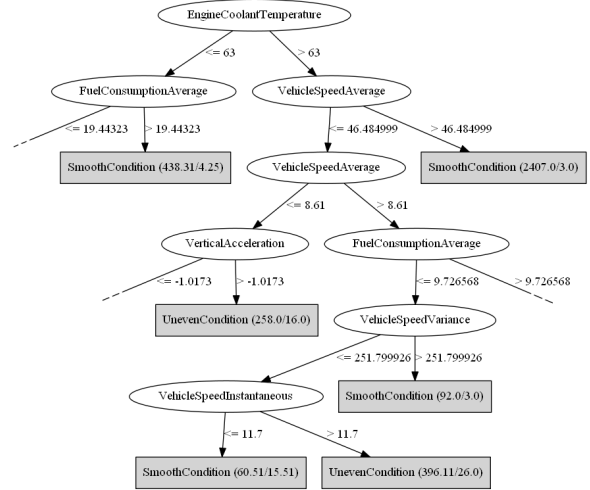 EngineCoolantTemperature
<= 63
> 63
FuelConsumptionAverage
VehicleSpeedAverage
<= 19.44323
> 19.44323
<= 46.484999
> 46.484999
SmoothCondition (438.31/4.25)
VehicleSpeedAverage
SmoothCondition (2407.0/3.0)
<= 8.61
> 8.61
VerticalAcceleration
FuelConsumptionAverage
<= -1.0173
> -1.0173
<= 9.726568
> 9.726568
UnevenCondition (258.0/16.0)
VehicleSpeedVariance
<= 251.799926
> 251.799926
VehicleSpeedInstantaneous
SmoothCondition (92.0/3.0)
<= 11.7
> 11.7
SmoothCondition (60.51/15.51)
UnevenCondition (396.11/26.0)